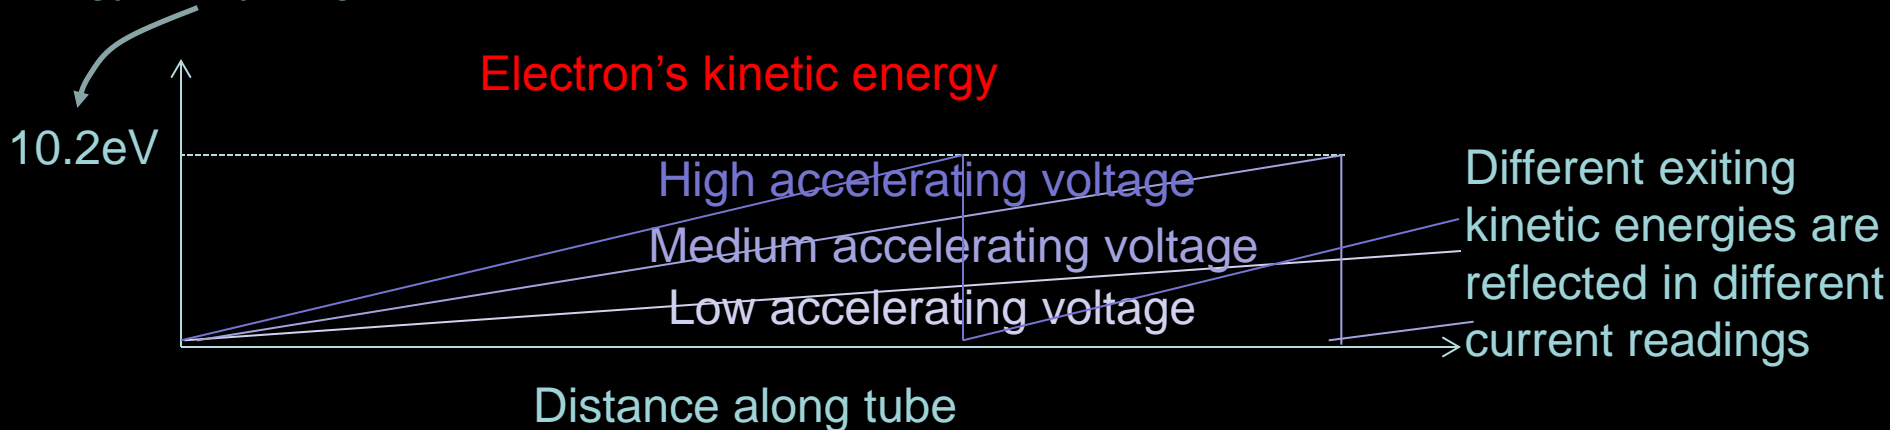 Electron’s kinetic energy
10.2eV
High accelerating voltage
Medium accelerating voltage
Low accelerating voltage
Different exiting
kinetic energies are
reflected in different
current readings
Distance along tube